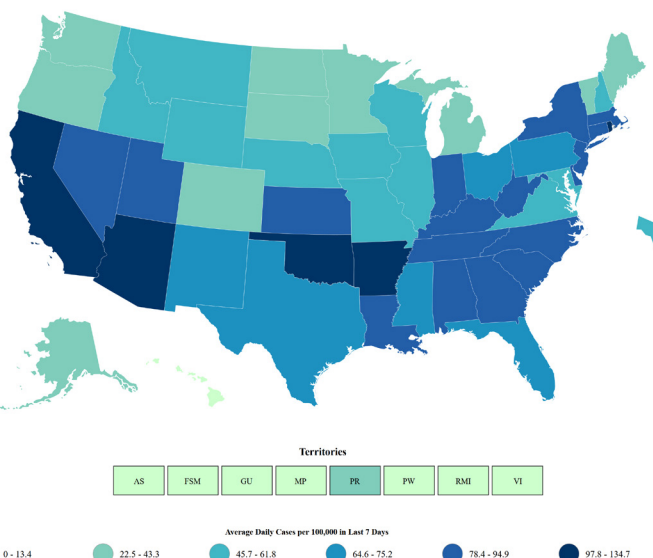 Territories
AS FSM GU MP PR PW RMI VI
Average Daily Cases per 100,000 in Last 7 Days
0 - 13.4 22.5 - 43.3 45.7 - 61.8 64.6 - 75.2 78.4 - 94.9 97.8 - 134.7